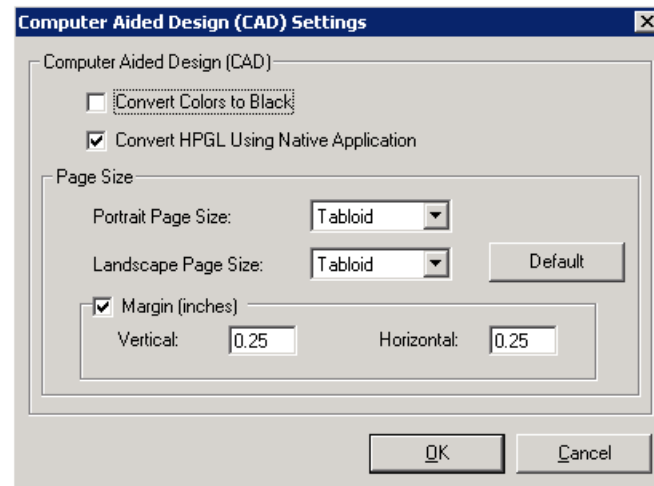 Computer Aided Design (CAD) Settings
Computer Aided Design (CAD)
Convert Colors to Black
Convert HPGL Using Native Application
Page Size
Portrait Page Size: Tabloid
Landscape Page Size: Tabloid Default
Margin (inches)
Vertical: 0.25 Horizontal: 0.25
OK Cancel